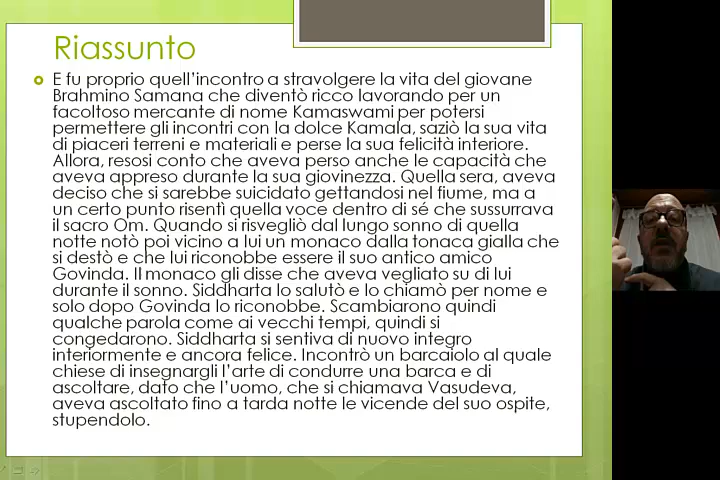 Riassunto
E fu proprio quell'incontro a stravolgere la vita del giovane
Brahmino Samana che diventò ricco lavorando per un
facoltoso mercante di nome Kamaswami per potersi
permettere gli incontri con la dolce Kamala, saziò la sua vita
di piaceri terreni e materiali e perse la sua felicità interiore.
Allora, resosi conto che aveva perso anche le capacità che
aveva appreso durante la sua giovinezza. Quella sera, aveva
deciso che si sarebbe suicidato gettandosi nel fiume, ma a
un certo punto risentì quella voce dentro di sé che sussurrava
il sacro Om. Quando si risvegliò dal lungo sonno di quella
notte notò poi vicino a lui un monaco dalla tonaca gialla che
si destò e che lui riconobbe essere il suo antico amico
Govinda. Il monaco gli disse che aveva vegliato su di lui
durante il sonno. Siddharta lo salutò e lo chiamò per nome e
solo dopo Govinda lo riconobbe. Scambiarono quindi
qualche parola come ai vecchi tempi, quindi si
congedarono. Siddharta si sentiva di nuovo integro
interiormente e ancora felice. Incontrò un barcaiolo al quale
chiese di insegnargli l'arte di condurre una barca e di
ascoltare, dato che l'uomo, che si chiamava Vasudeva,
aveva ascoltato fino a tarda notte le vicende del suo ospite,
stupendolo.